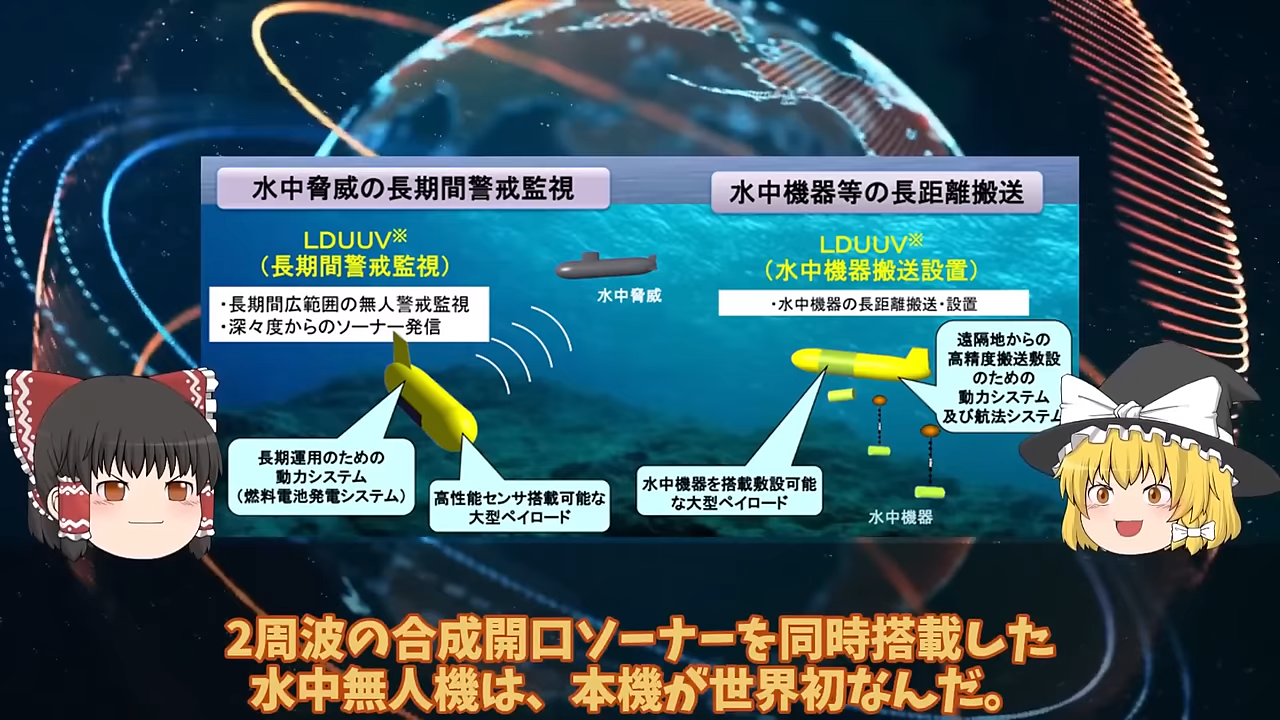 水中脅威の長期間警戒監視
LDUUV※
(長期間警戒監視)
・長期間広範囲の無人警戒監視
・深々度からのソーナー発信
水中脅威
長期運用のための
動力システム
(燃料電池発電システム)
高性能センサ搭載可能な
大型ペイロード
水中機器等の長距離搬送
LDUUV※
(水中機器搬送設置)
・水中機器の長距離搬送・設置
遠隔地からの
高精度搬送敷設
のための
動力システム
及び航法システム
水中機器を搭載敷設可能
な大型ペイロード
水中機器
2周波の合成開口ソーナーを同時搭載した
水中無人機は、本機が世界初なんだ。